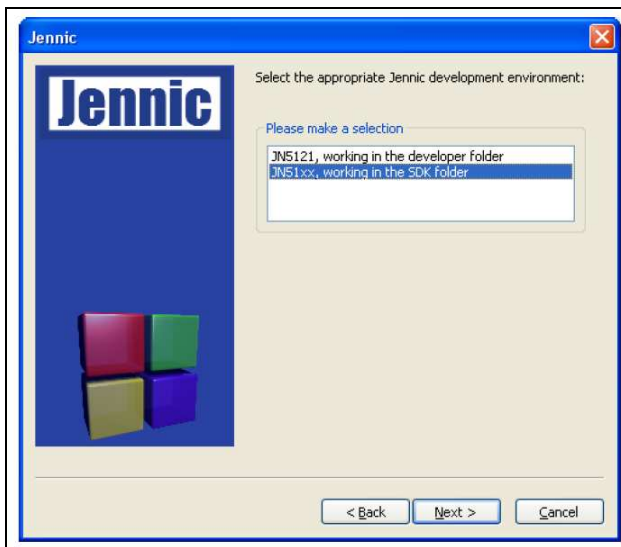 Jennic
Jennic
Select the appropriate Jennic development environment:
Please make a selection
JN5121, working in the developer folder
JN51xx, working in the SDK folder
< Back
Next >
Cancel